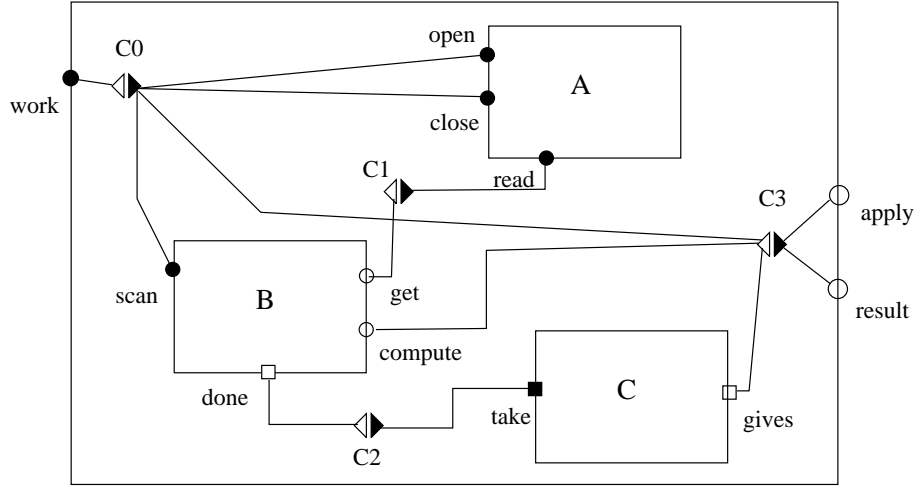 open
C0
A
work
close
C1
read
C3
apply
scan
B
get
result
compute
done
C
take
gives
C2